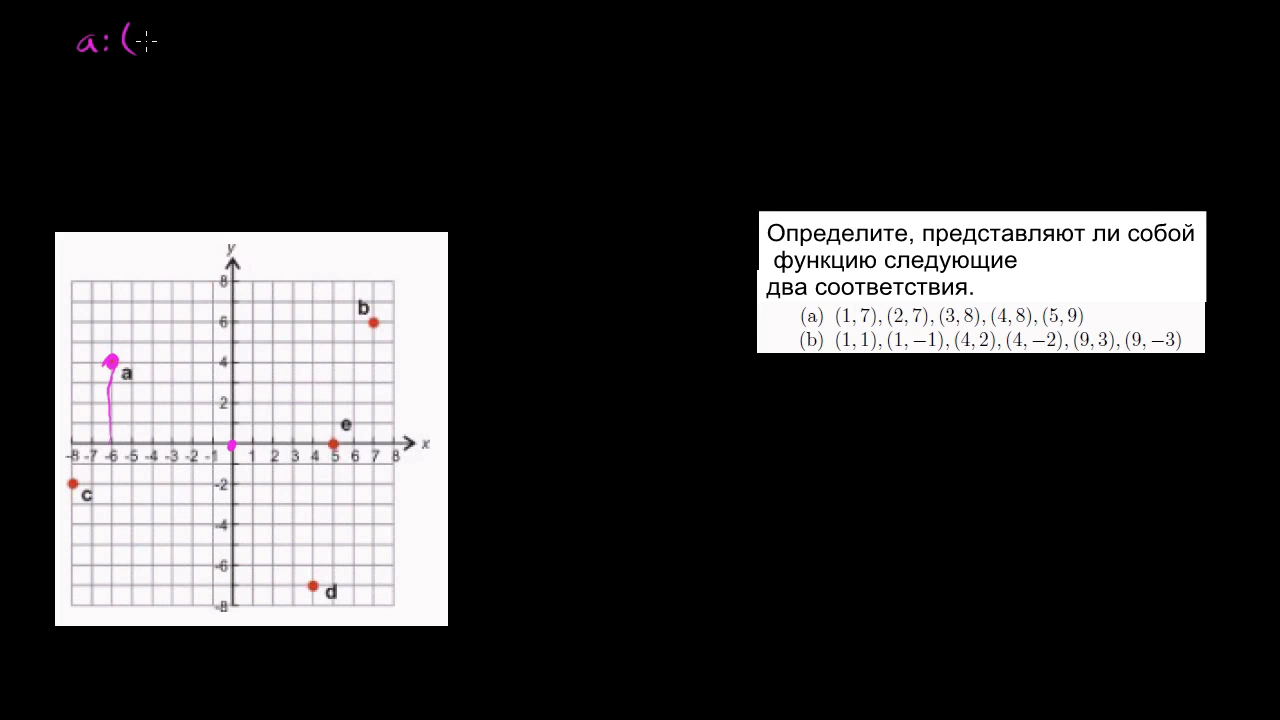 a: (
Определите, представляют ли собой
функцию следующие
два соответствия.
(a) (1, 7), (2, 7), (3, 8), (4, 8), (5, 9)
(b) (1, 1), (1, −1), (4, 2), (4, −2), (9, 3), (9, −3)
y
8
b
6
4
a
2
e
x
-8 -7 -6 -5 -4 -3 -2 -1 1 2 3 4 5 6 7 8
-2
c
-4
-6
d
-8